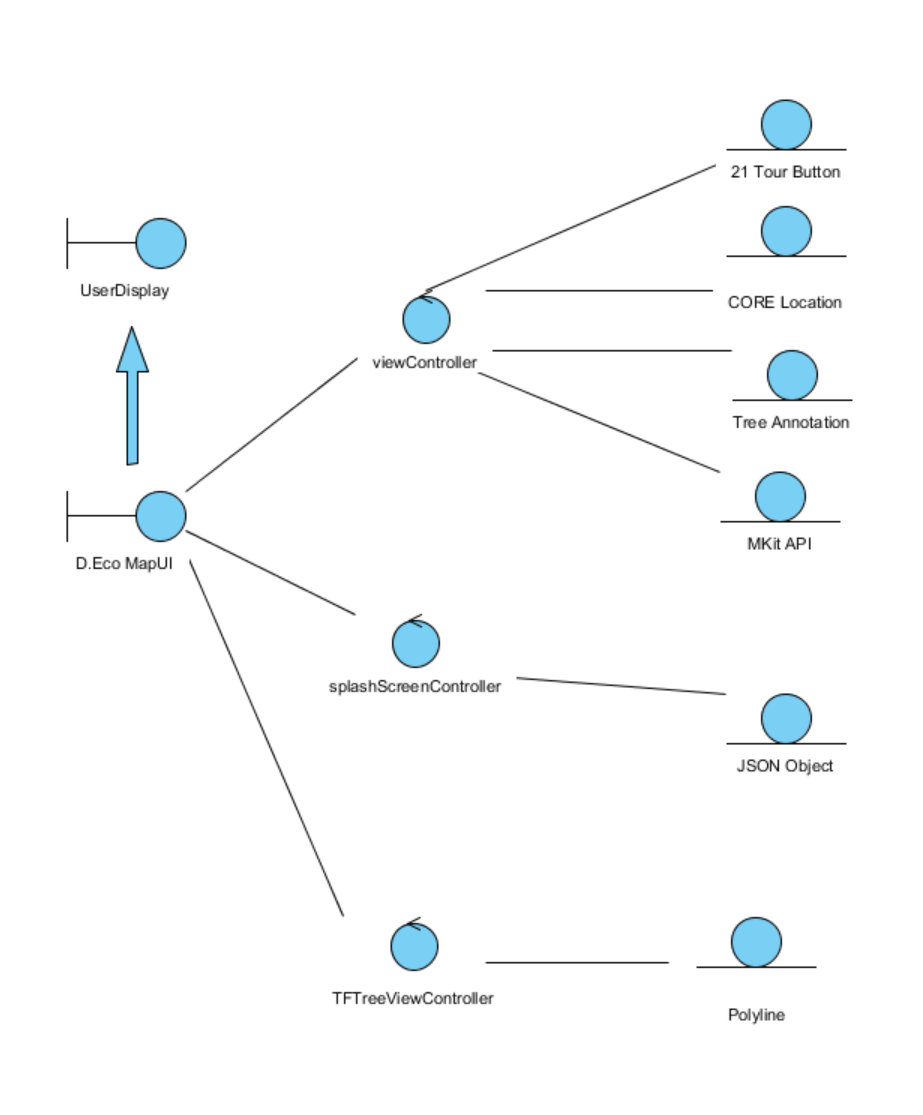 21 Tour Button
UserDisplay
CORE Location
viewController
Tree Annotation
MKit API
D.Eco MapUI
splashScreenController
JSON Object
TFTreeViewController
Polyline